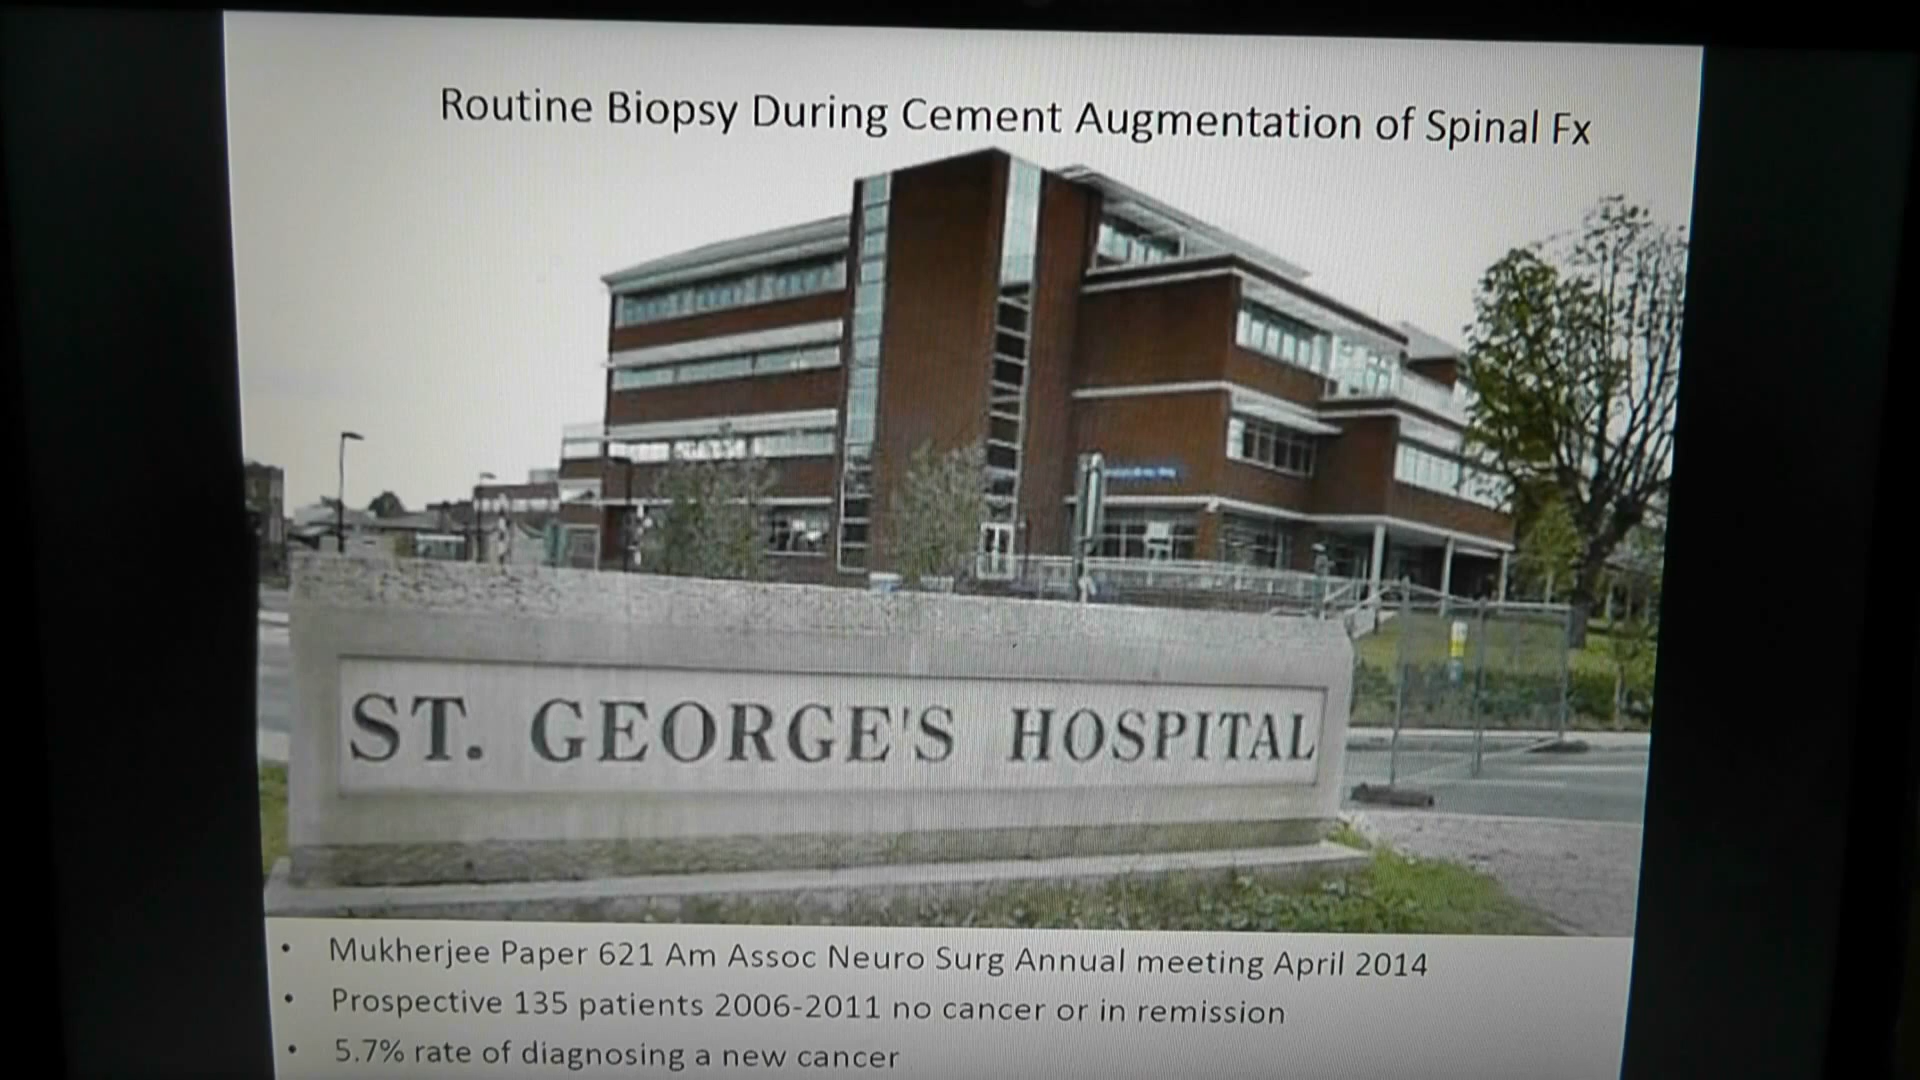 Routine Biopsy During Cement Augmentation of Spinal Fx
ST. GEORGE'S HOSPITAL
• Mukherjee Paper 621 Am Assoc Neuro Surg Annual meeting April 2014
• Prospective 135 patients 2006-2011 no cancer or in remission
• 5.7% rate of diagnosing a new cancer